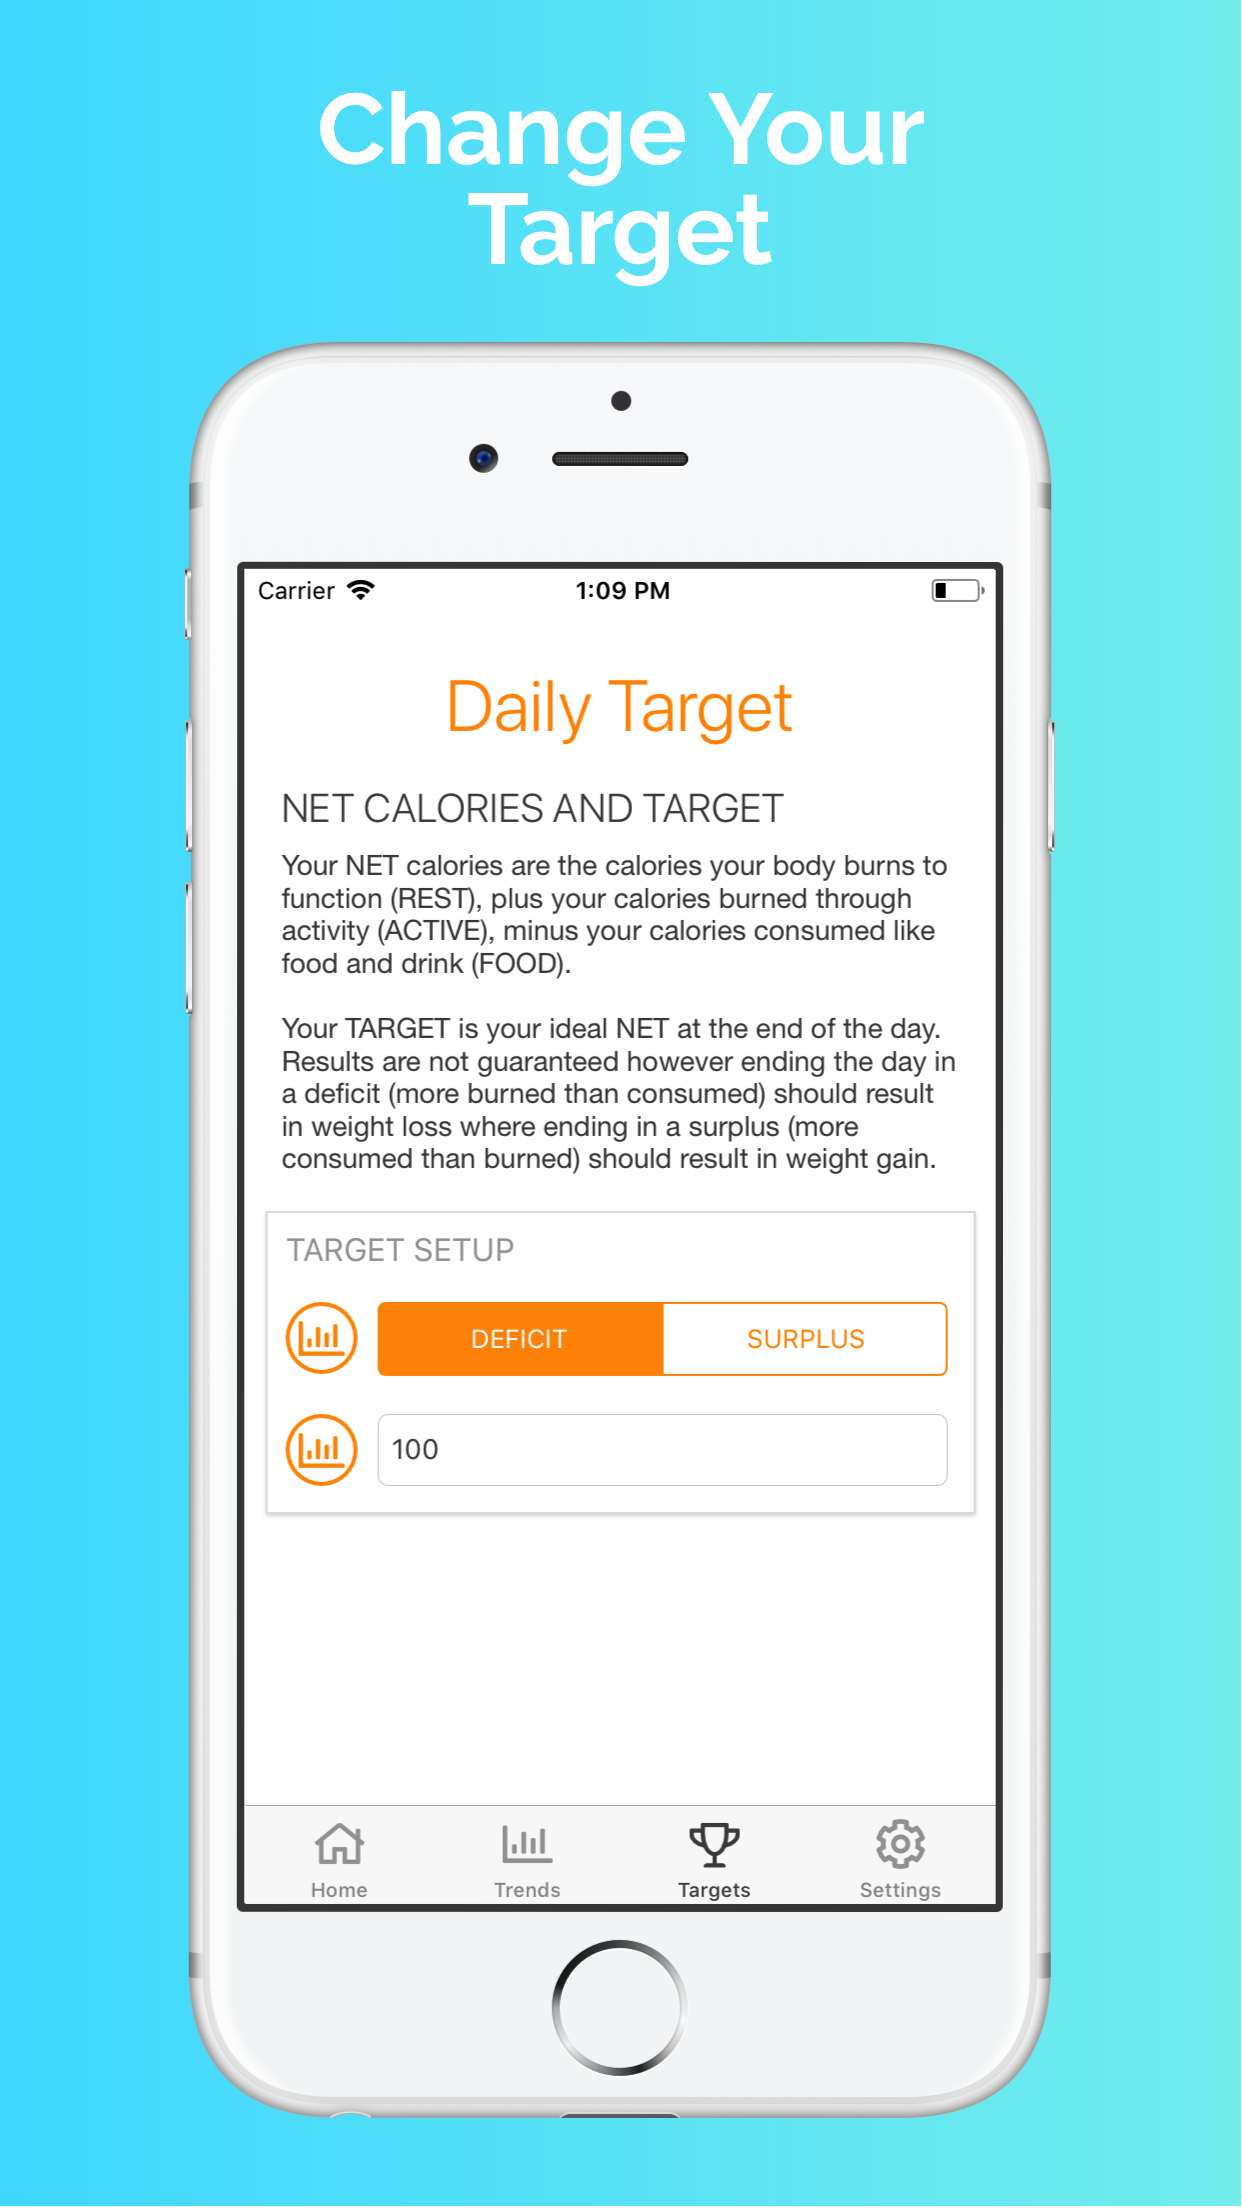 Change Your
Target
Carrier
1:09 PM
Daily Target
NET CALORIES AND TARGET
Your NET calories are the calories your body burns to
function (REST), plus your calories burned through
activity (ACTIVE), minus your calories consumed like
food and drink (FOOD).
Your TARGET is your ideal NET at the end of the day.
Results are not guaranteed however ending the day in
a deficit (more burned than consumed) should result
in weight loss where ending in a surplus (more
consumed than burned) should result in weight gain.
TARGET SETUP
DEFICIT
SURPLUS
100
Home
Trends
Targets
Settings